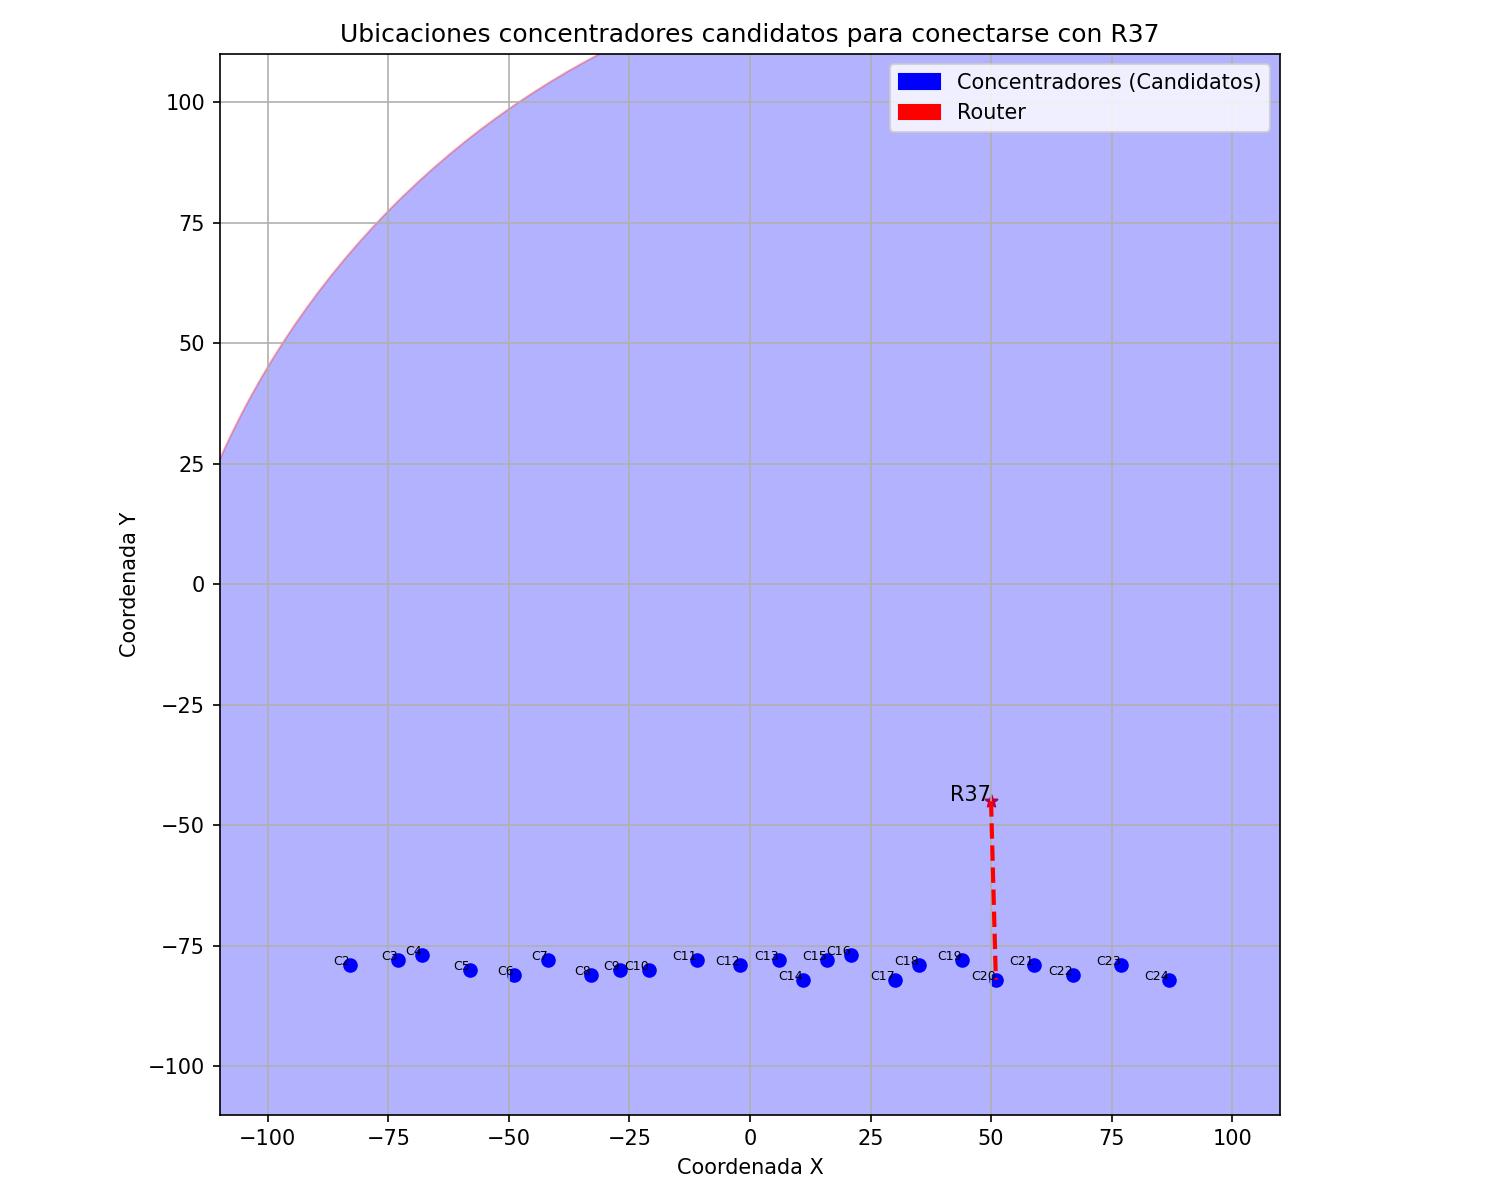 Ubicaciones concentradores candidatos para conectarse con R37
Concentradores (Candidatos)
Router
100
75
50
25
0
−25
−50
−75
−100
Coordenada Y
R37
C2
C3
C4
C5
C6
C7
C8
C9
C10
C11
C12
C13
C14
C15
C16
C17
C18
C19
C20
C21
C22
C23
C24
−100
−75
−50
−25
0
25
50
75
100
Coordenada X